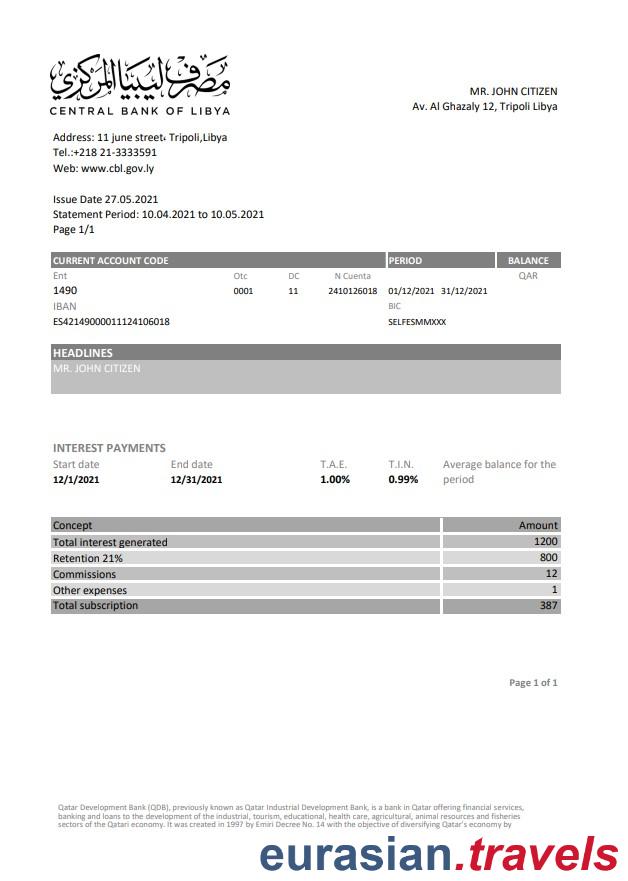 مصرف ليبيا المركزي
CENTRAL BANK OF LIBYA
MR. JOHN CITIZEN
Av. Al Ghazaly 12, Tripoli Libya
Address: 11 june street، Tripoli,Libya
Tel.:+218 21-3333591
Web: www.cbl.gov.ly
Issue Date 27.05.2021
Statement Period: 10.04.2021 to 10.05.2021
Page 1/1
CURRENT ACCOUNT CODE PERIOD BALANCE
Ent Otc DC N Cuenta QAR
1490 0001 11 2410126018 01/12/2021 31/12/2021
IBAN BIC
ES42149000011124106018 SELFESMMXXX
HEADLINES
MR. JOHN CITIZEN
INTEREST PAYMENTS
Start date End date T.A.E. T.I.N. Average balance for the
12/1/2021 12/31/2021 1.00% 0.99% period
Concept Amount
Total interest generated 1200
Retention 21% 800
Commissions 12
Other expenses 1
Total subscription 387
Page 1 of 1
Qatar Development Bank (QDB), previously known as Qatar Industrial Development Bank, is a bank in Qatar offering financial services,
banking and loans to the development of the industrial, tourism, educational, health care, agricultural, animal resources and fisheries
sectors of the Qatari economy. It was created in 1997 by Emiri Decree No. 14 with the objective of diversifying Qatar's economy by
eurasian.travels